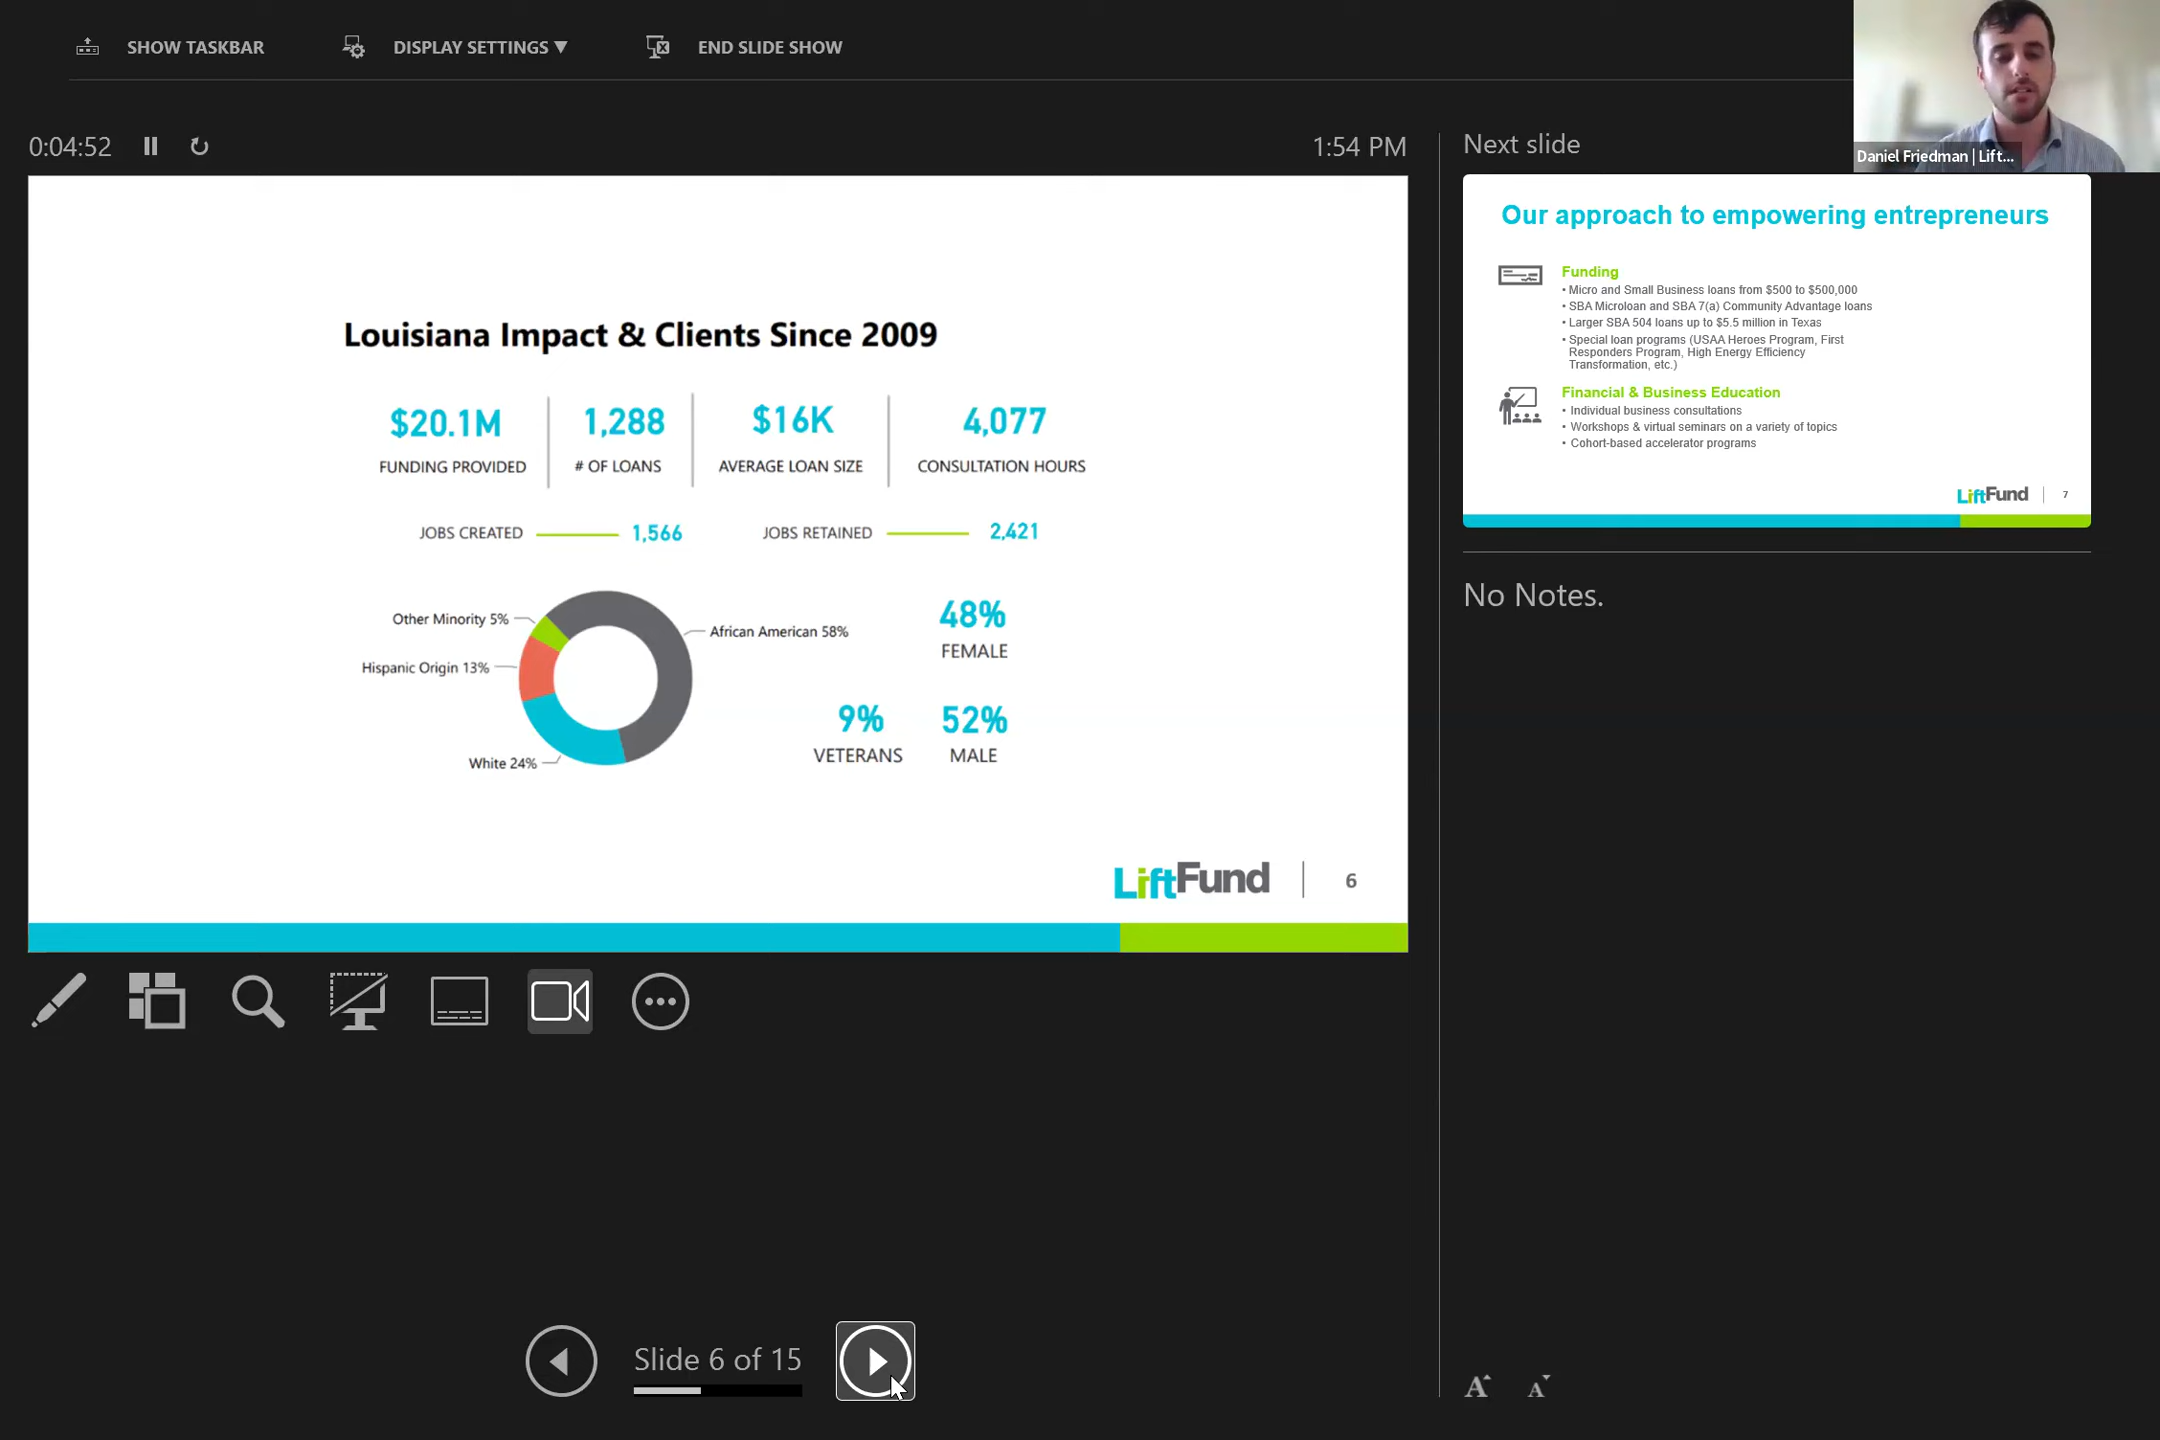 SHOW TASKBAR
DISPLAY SETTINGS ▼
END SLIDE SHOW
0:04:52
1:54 PM
Next slide
Daniel Friedman | Lift...
Louisiana Impact & Clients Since 2009
$20.1M
FUNDING PROVIDED
1,288
# OF LOANS
$16K
AVERAGE LOAN SIZE
4,077
CONSULTATION HOURS
JOBS CREATED
1,566
JOBS RETAINED
2,421
Other Minority 5%
Hispanic Origin 13%
White 24%
African American 58%
48%
FEMALE
9%
VETERANS
52%
MALE
LiftFund
6
Our approach to empowering entrepreneurs
Funding
• Micro and Small Business loans from $500 to $500,000
• SBA Microloan and SBA 7(a) Community Advantage loans
• Larger SBA 504 loans up to $5.5 million in Texas
• Special loan programs (USAA Heroes Program, First
Responders Program, High Energy Efficiency
Transformation, etc.)
Financial & Business Education
• Individual business consultations
• Workshops & virtual seminars on a variety of topics
• Cohort-based accelerator programs
LiftFund
7
No Notes.
Slide 6 of 15
A
A